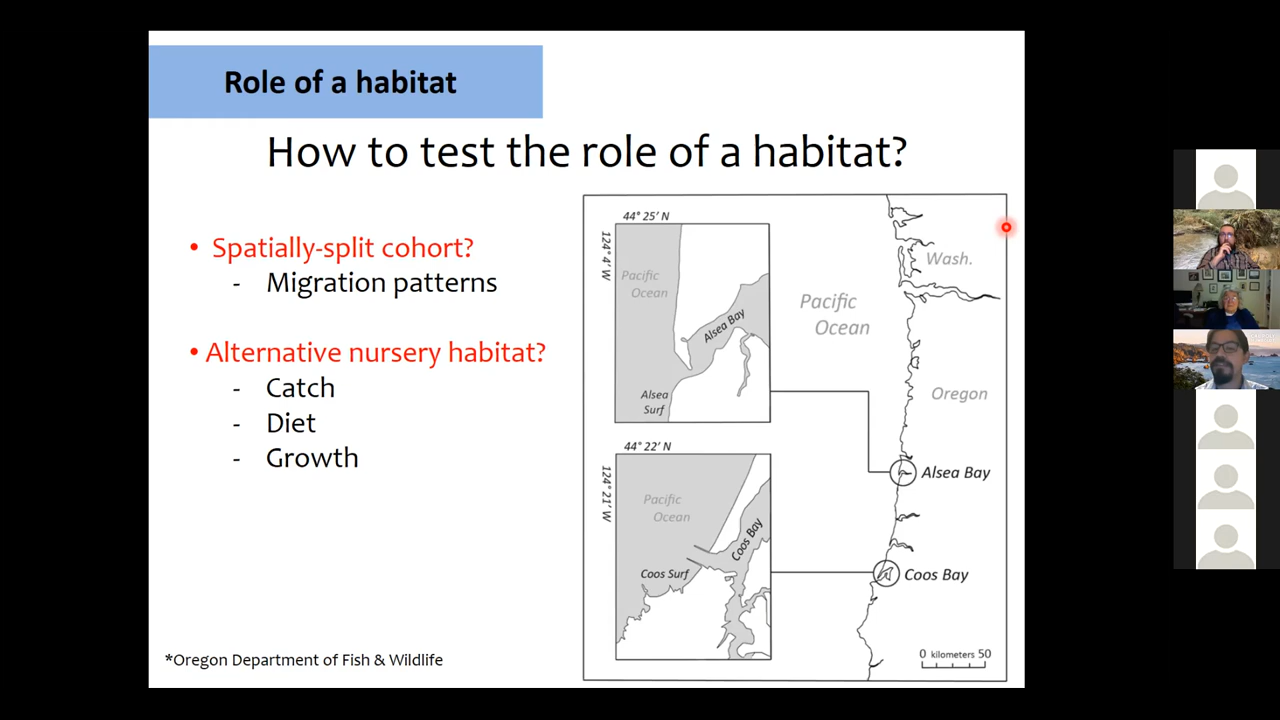 Role of a habitat
How to test the role of a habitat?
• Spatially-split cohort?
- Migration patterns
• Alternative nursery habitat?
- Catch
- Diet
- Growth
*Oregon Department of Fish & Wildlife
44° 25' N
124° 4' W
Pacific
Ocean
Alsea Bay
Alsea
Surf
44° 22' N
124° 21' W
Pacific
Ocean
Coos Bay
Coos Surf
Pacific
Ocean
Wash.
Oregon
Alsea Bay
Coos Bay
0 kilometers 50